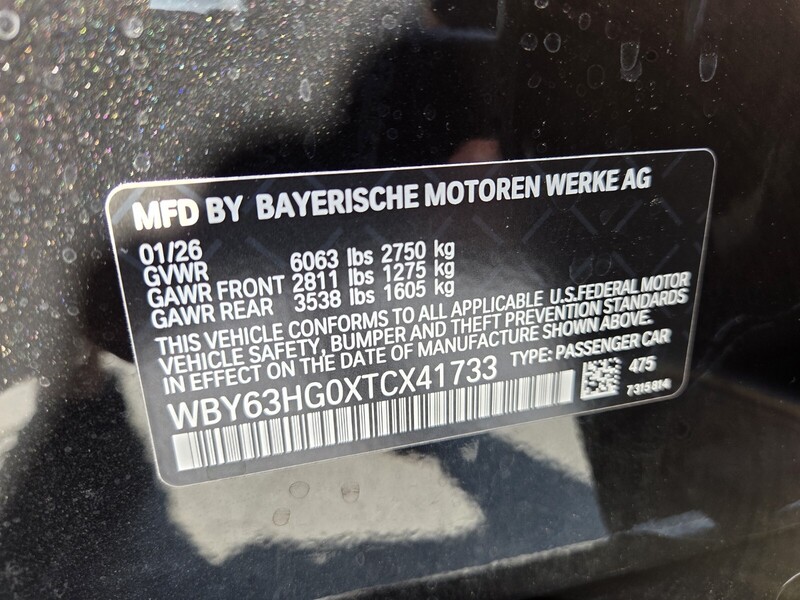 MFD BY BAYERISCHE MOTOREN WERKE AG
01/26
GVWR 6063 lbs 2750 kg
GAWR FRONT 2811 lbs 1275 kg
GAWR REAR 3538 lbs 1605 kg
THIS VEHICLE CONFORMS TO ALL APPLICABLE U.S.FEDERAL MOTOR
VEHICLE SAFETY, BUMPER AND THEFT PREVENTION STANDARDS
IN EFFECT ON THE DATE OF MANUFACTURE SHOWN ABOVE.
TYPE: PASSENGER CAR
WBY63HG0XTCX41733
475
7315814